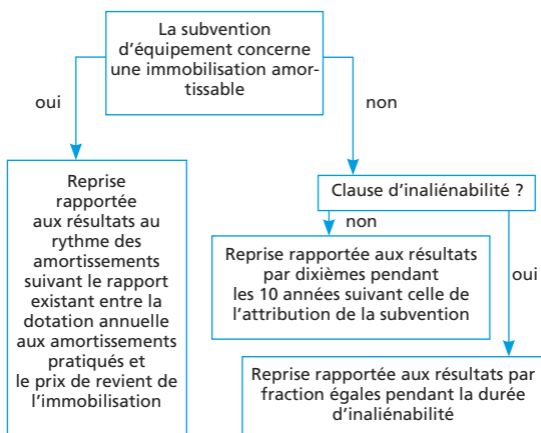 La subvention
d'équipement concerne
une immobilisation amor-
tissable
oui
non
Reprise
rapportée
aux résultats au
rythme des
amortissements
suivant le rapport
existant entre la
dotation annuelle
aux amortissements
pratiqués et
le prix de revient de
l'immobilisation
Clause d'inaliénabilité ?
non
oui
Reprise rapportée aux résultats
par dixièmes pendant
les 10 années suivant celle de
l'attribution de la subvention
Reprise rapportée aux résultats par
fraction égales pendant la durée
d'inaliénabilité